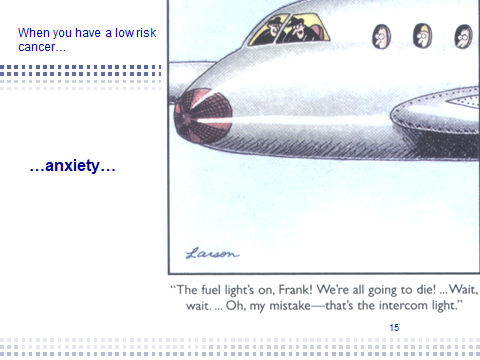 When you have a low risk
cancer…
…anxiety…
Larson
“The fuel light's on, Frank! We're all going to die! ...Wait,
wait. ... Oh, my mistake—that's the intercom light.”
15